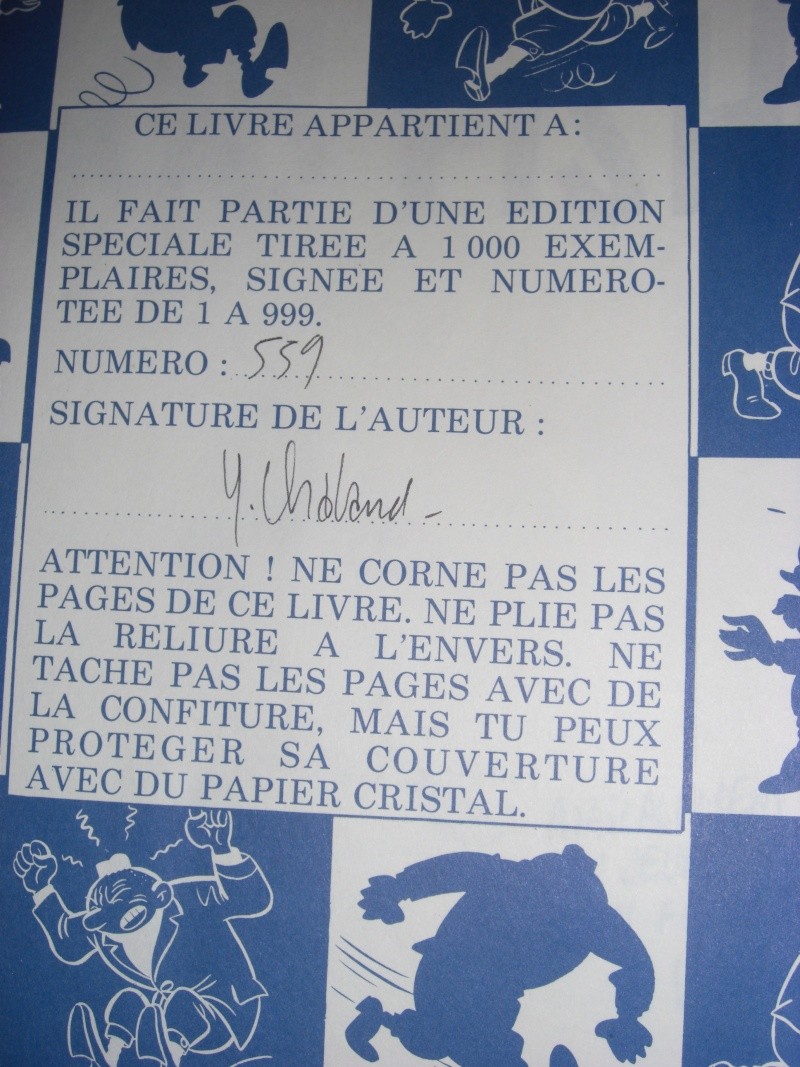 CE LIVRE APPARTIENT A:
IL FAIT PARTIE D'UNE EDITION
SPECIALE TIREE A 1 000 EXEM-
PLAIRES, SIGNEE ET NUMERO-
TEE DE 1 A 999.
NUMERO : 559
SIGNATURE DE L'AUTEUR :
Y. Chaland
ATTENTION ! NE CORNE PAS LES
PAGES DE CE LIVRE. NE PLIE PAS
LA RELIURE A L'ENVERS. NE
TACHE PAS LES PAGES AVEC DE
LA CONFITURE, MAIS TU PEUX
PROTEGER SA COUVERTURE
AVEC DU PAPIER CRISTAL.